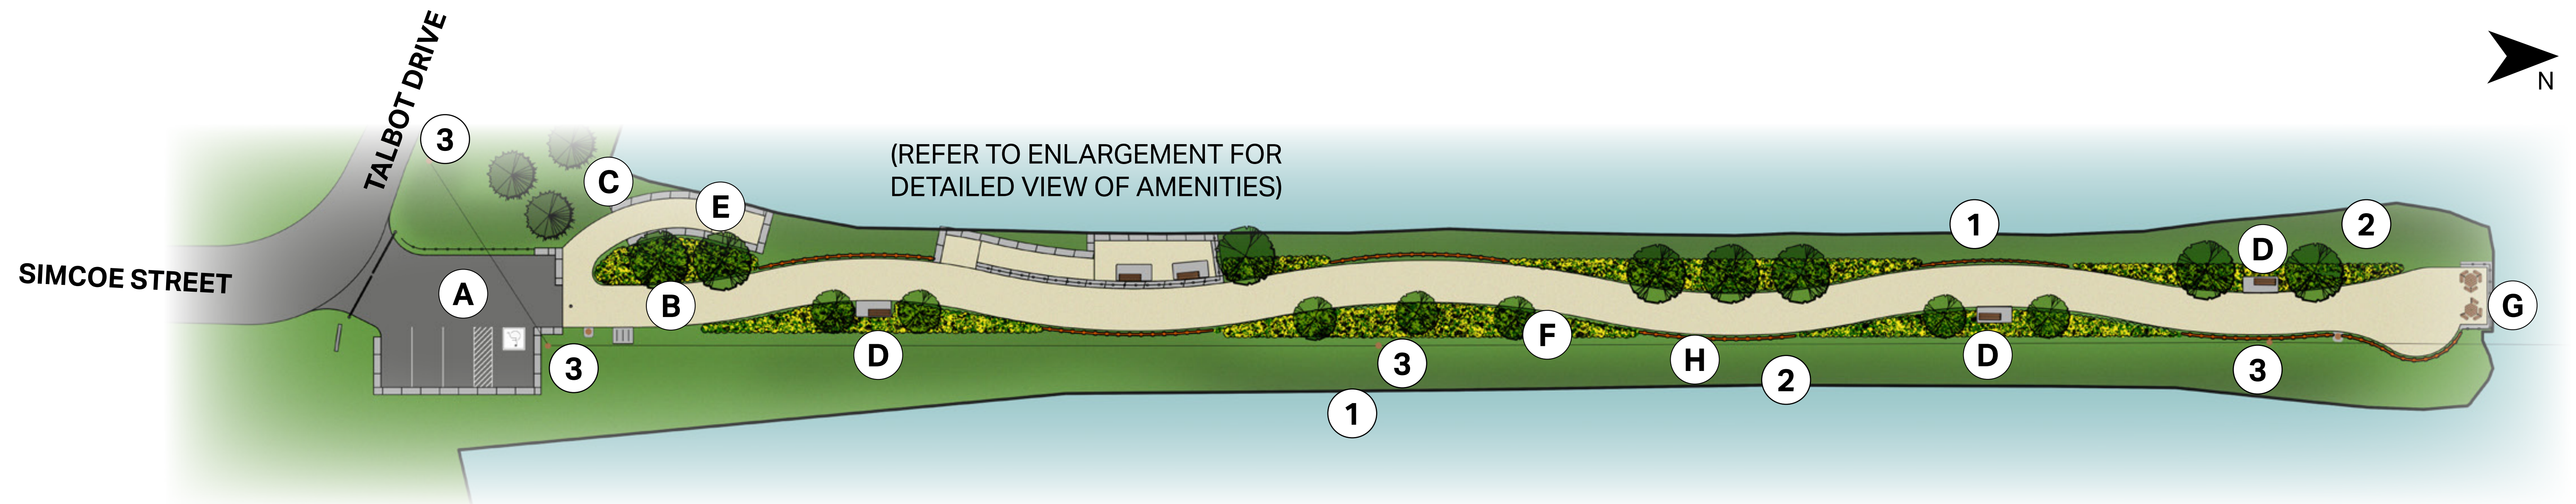 TALBOT DRIVE
N
3
(REFER TO ENLARGEMENT FOR
DETAILED VIEW OF AMENITIES)
C
E
1
2
D
SIMCOE STREET
A
B
G
F
D
3
3
H
D
3
2
1